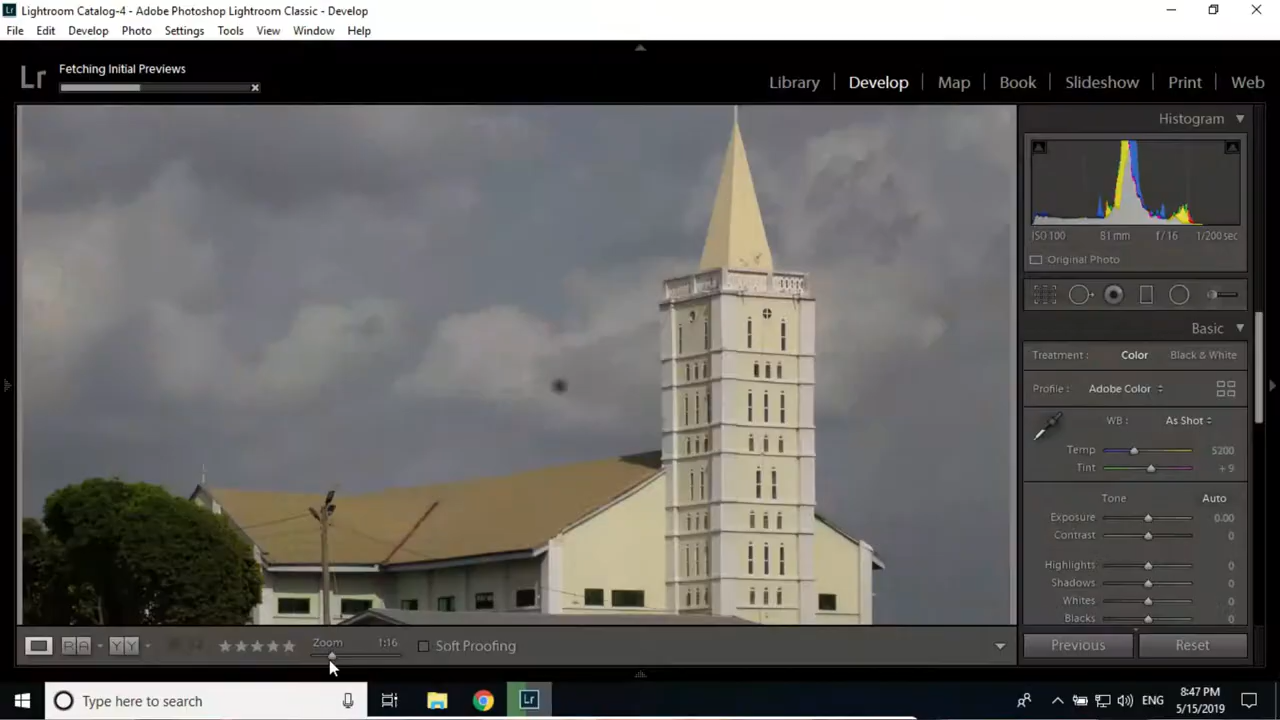 Lr Lightroom Catalog-4 - Adobe Photoshop Lightroom Classic - Develop
File Edit Develop Photo Settings Tools View Window Help
Lr Fetching Initial Previews
Library Develop Map Book Slideshow Print Web
Histogram
ISO 100 81 mm f / 16 1/200 sec
Original Photo
Basic
Treatment : Color Black & White
Profile : Adobe Color
WB : As Shot
Temp 5200
Tint + 9
Tone Auto
Exposure 0.00
Contrast 0
Highlights 0
Shadows 0
Whites 0
Blacks 0
R A Y Y Zoom 1:16 Soft Proofing
Previous Reset
Type here to search Lr ENG 8:47 PM
5/15/2019